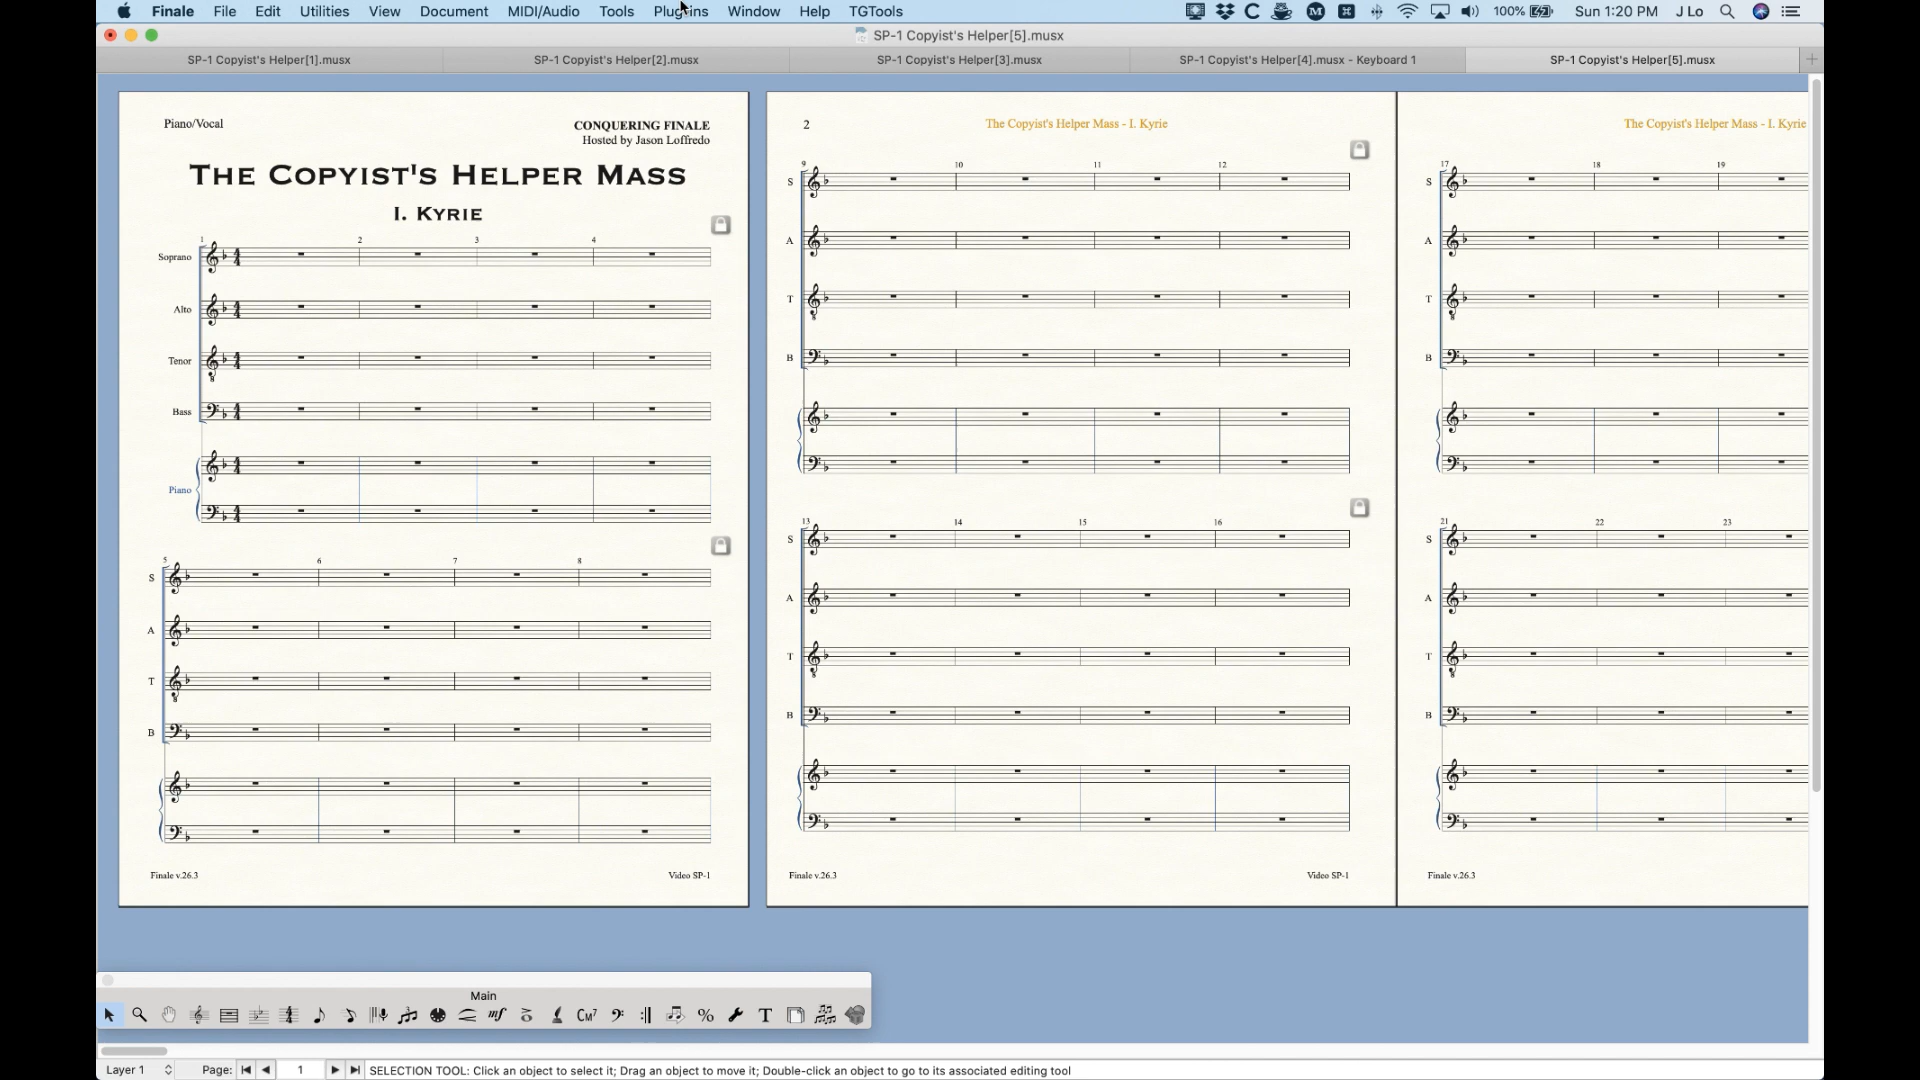 Finale File Edit Utilities View Document MIDI/Audio Tools Plug-ins Window Help TGTools 100% Sun 1:20 PM J Lo
SP-1 Copyist's Helper[5].musx
SP-1 Copyist's Helper[1].musx SP-1 Copyist's Helper[2].musx SP-1 Copyist's Helper[3].musx SP-1 Copyist's Helper[4].musx - Keyboard 1 SP-1 Copyist's Helper[5].musx
Piano/Vocal
CONQUERING FINALE
Hosted by Jason Loffredo
The Copyist's Helper Mass
I. Kyrie
1 2 3 4
Soprano
Alto
Tenor
Bass
Piano
5 6 7 8
S
A
T
B
Finale v.26.3 Video SP-1
2 The Copyist's Helper Mass - I. Kyrie
9 10 11 12
S
A
T
B
13 14 15 16
S
A
T
B
Finale v.26.3 Video SP-1
The Copyist's Helper Mass - I. Kyrie
17 18 19
S
A
T
B
21 22 23
S
A
T
B
Finale v.26.3
Main
mf CM7 % T
Layer 1 Page: 1 SELECTION TOOL: Click an object to select it; Drag an object to move it; Double-click an object to go to its associated editing tool